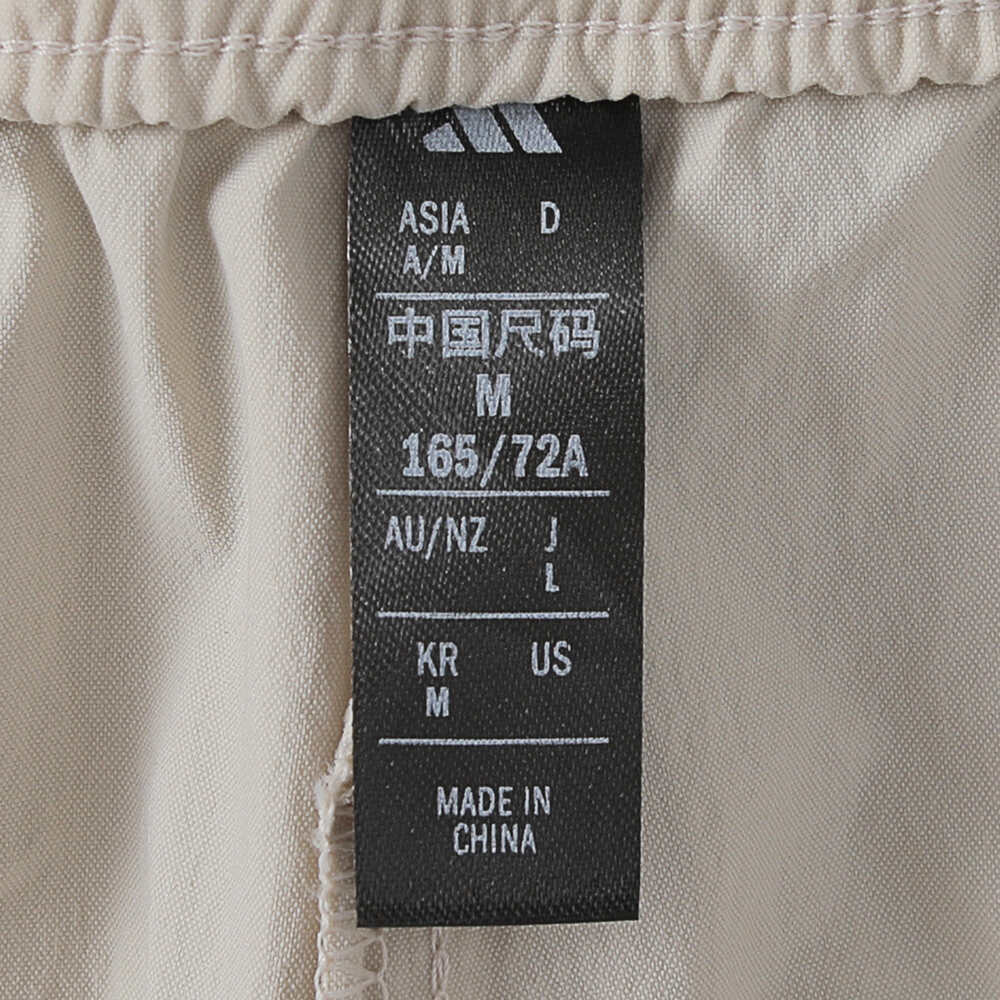 ASIA D
A/M
中国尺码
M
165/72A
AU/NZ J
L
KR US
M
MADE IN
CHINA